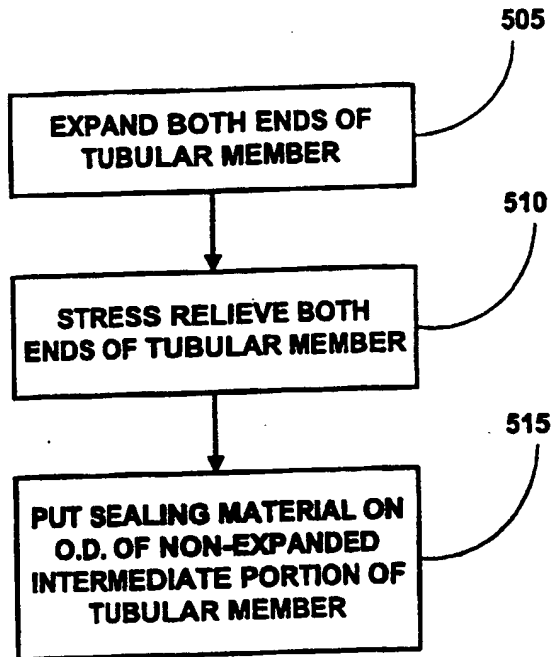 505
EXPAND BOTH ENDS OF
TUBULAR MEMBER
510
STRESS RELIEVE BOTH
ENDS OF TUBULAR MEMBER
515
PUT SEALING MATERIAL ON
O.D. OF NON-EXPANDED
INTERMEDIATE PORTION OF
TUBULAR MEMBER